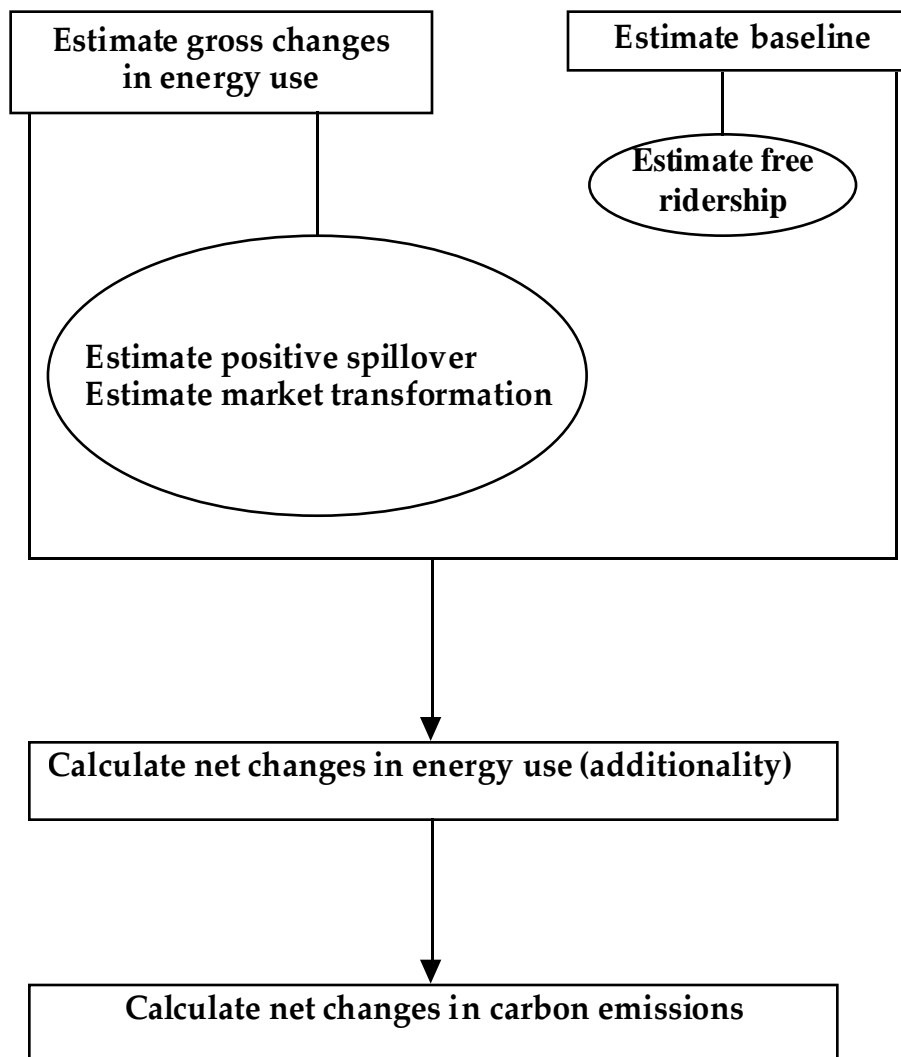 Estimate gross changes
in energy use
Estimate baseline
Estimate free
ridership
Estimate positive spillover
Estimate market transformation
Calculate net changes in energy use (additionality)
Calculate net changes in carbon emissions